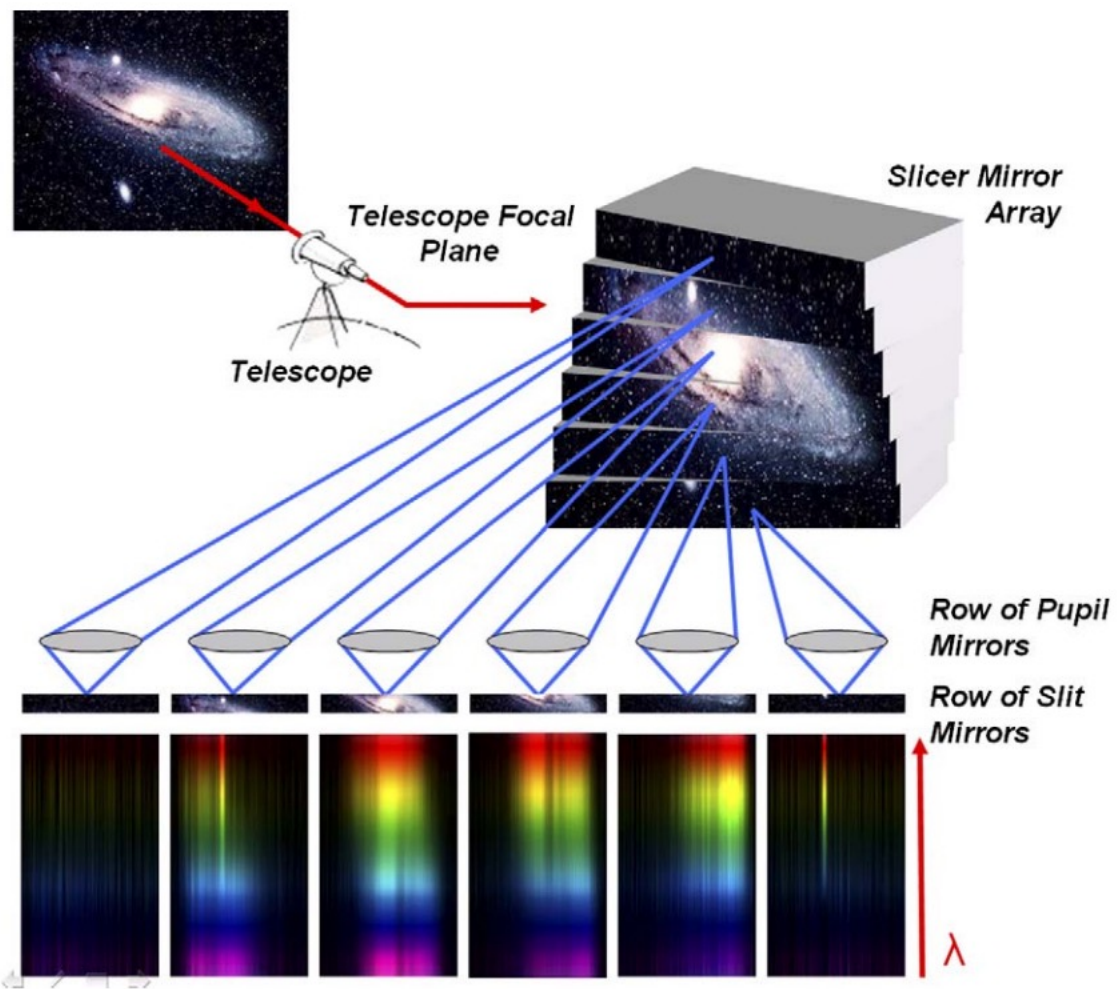 Slicer Mirror
Array
Telescope Focal
Plane
Telescope
Row of Pupil
Mirrors
Row of Slit
Mirrors
λ